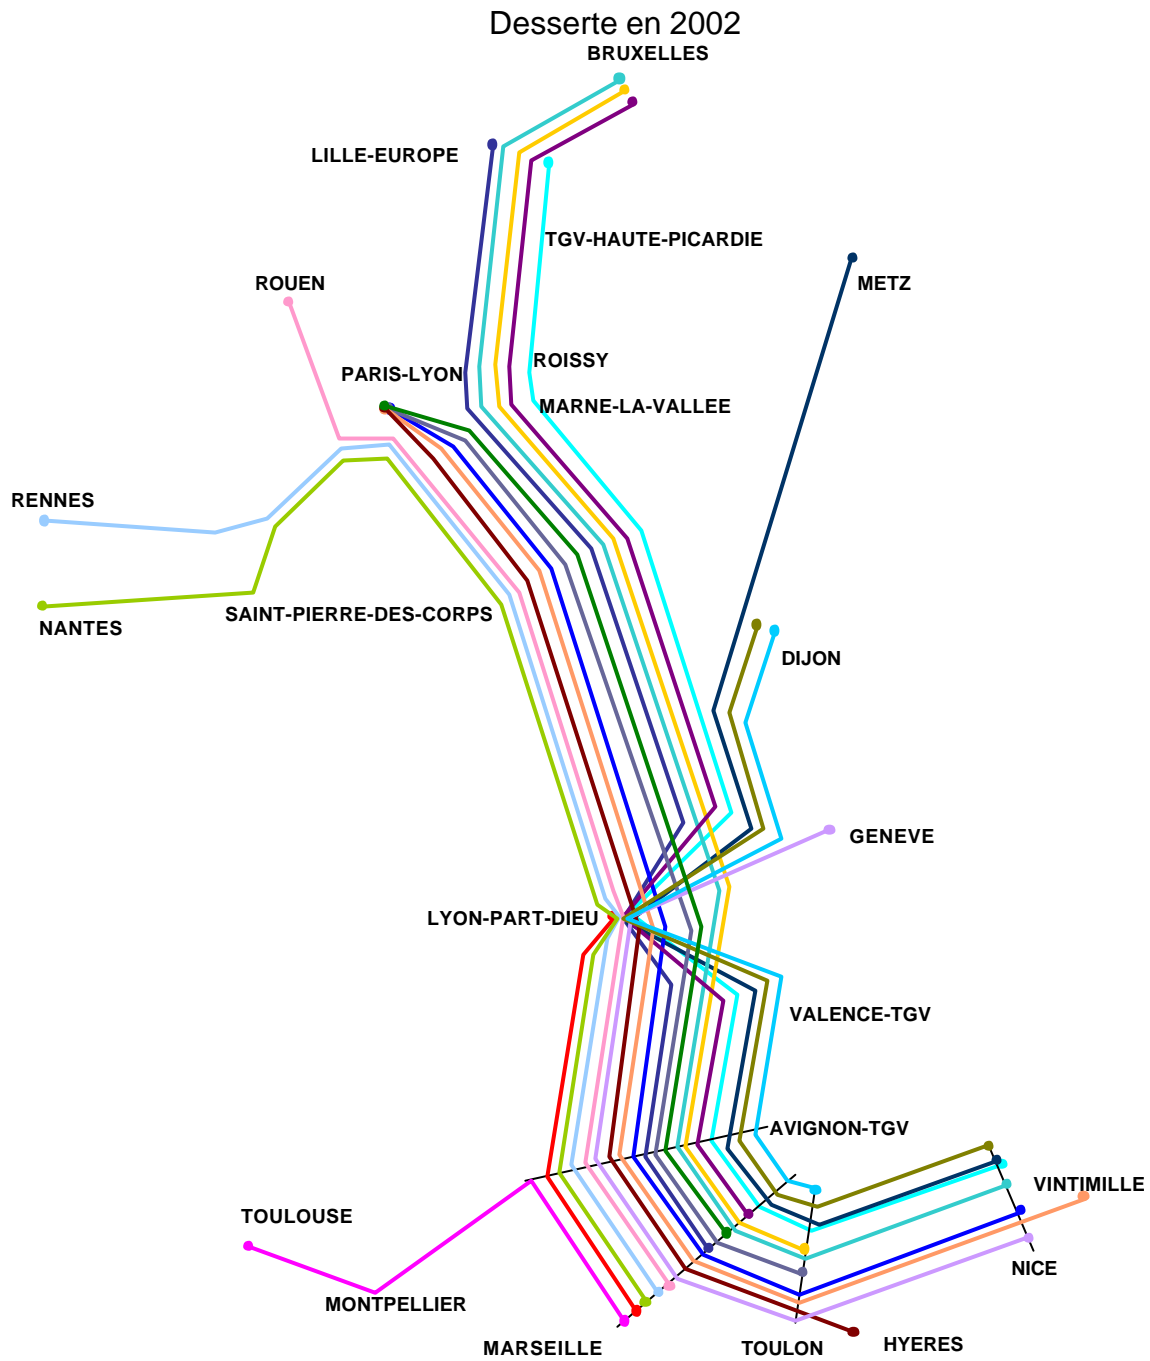 Desserte en 2002
BRUXELLES
LILLE-EUROPE
TGV-HAUTE-PICARDIE
ROUEN
METZ
ROISSY
PARIS-LYON
MARNE-LA-VALLEE
RENNES
SAINT-PIERRE-DES-CORPS
NANTES
DIJON
GENEVE
LYON-PART-DIEU
VALENCE-TGV
AVIGNON-TGV
VINTIMILLE
TOULOUSE
NICE
MONTPELLIER
MARSEILLE
TOULON
HYERES